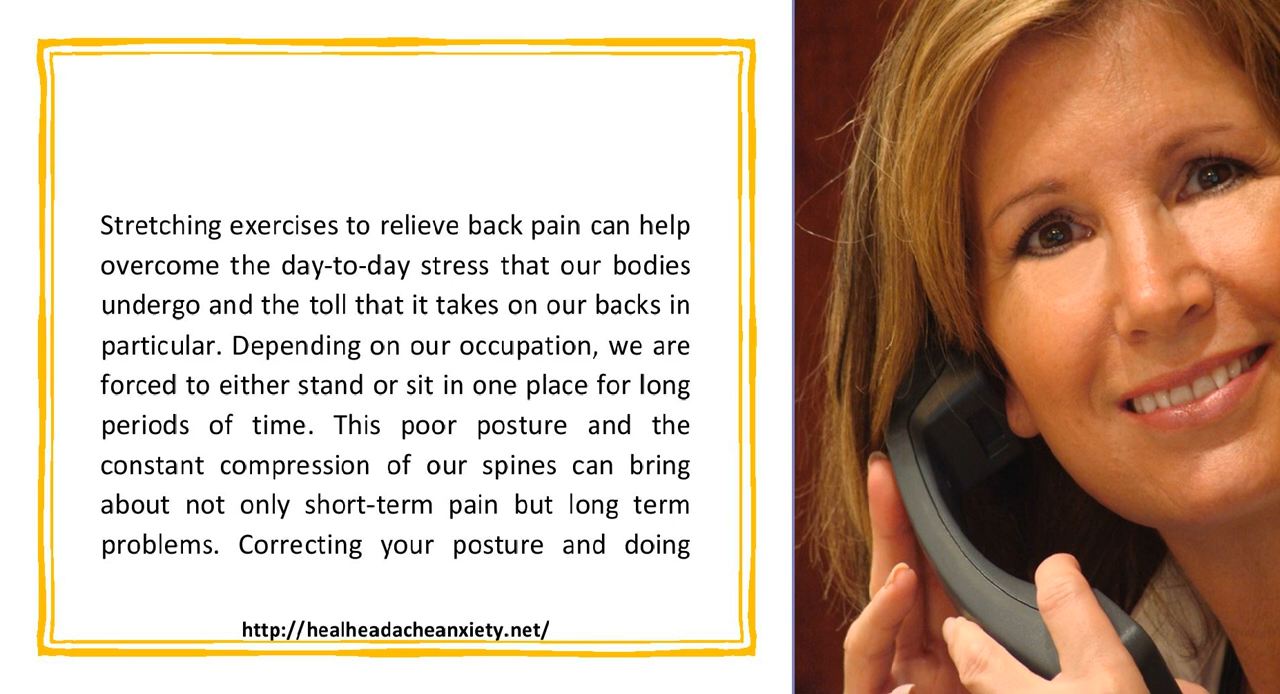 Stretching exercises to relieve back pain can help
overcome the day-to-day stress that our bodies
undergo and the toll that it takes on our backs in
particular. Depending on our occupation, we are
forced to either stand or sit in one place for long
periods of time. This poor posture and the
constant compression of our spines can bring
about not only short-term pain but long term
problems. Correcting your posture and doing
http://healheadacheanxiety.net/